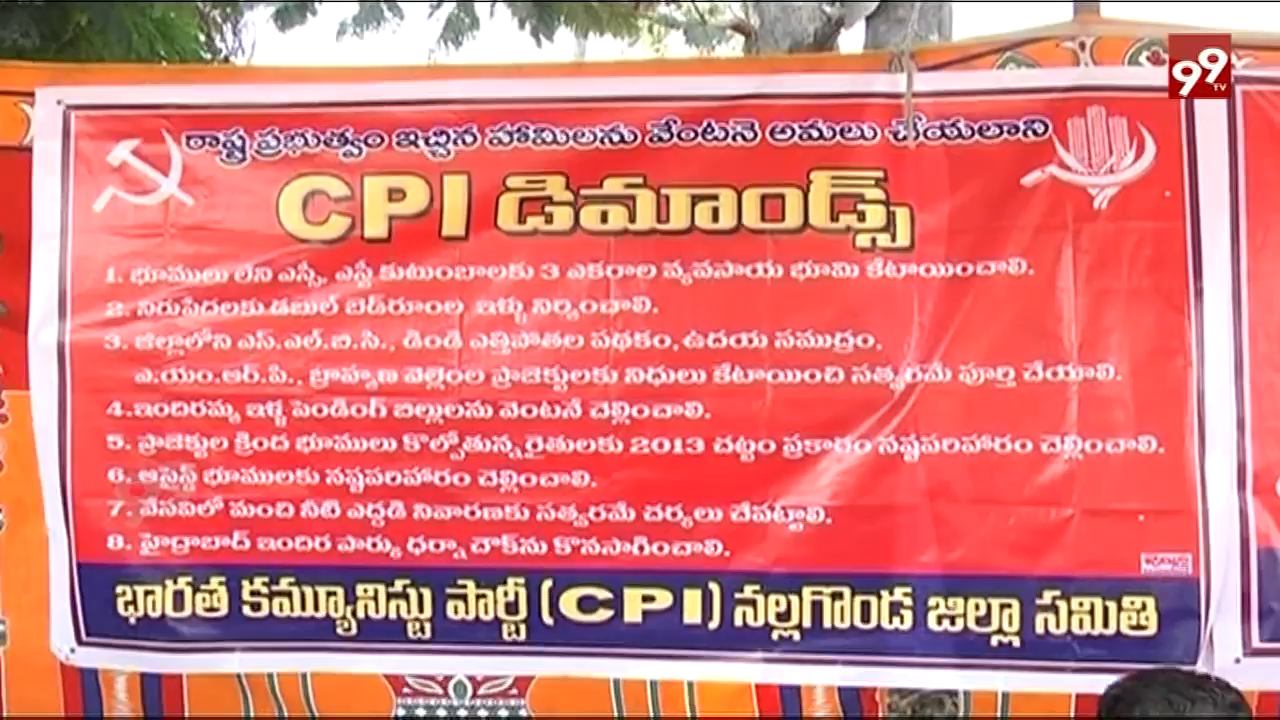 99
TV
రాష్ట్ర ప్రభుత్వం ఇచ్చిన హామీలను వేంటనె అమలు చేయలాని
CPI డిమాండ్స్
1. భూములు లేని ఎస్సీ, ఎస్టీ కుటుంబాలకు 3 ఎకరాల వ్యవసాయ భూమి కేటాయించాలి.
2. నిరుపేదలకు డబుల్ బెడ్‌రూంల ఇళ్ళు నిర్మించాలి.
3. జిల్లాలోని ఎస్.ఎల్.బి.సి., డిండి ఎత్తిపోతల పథకం, ఉదయ సముద్రం,
ఎ.యం.ఆర్.పి., బ్రాహ్మణ వెల్లెంల ప్రాజెక్టులకు నిధులు కేటాయించి సత్వరమే పూర్తి చేయాలి.
4.ఇందిరమ్మ ఇళ్ళ పెండింగ్ బిల్లులను వెంటనే చెల్లించాలి.
5. ప్రాజెక్టుల క్రింద భూములు కోల్పోతున్న రైతులకు 2013 చట్టం ప్రకారం నష్టపరిహారం చెల్లించాలి.
6. అసైన్డ్ భూములకు నష్టపరిహారం చెల్లించాలి.
7. వేసవిలో మంచి నీటి ఎద్దడి నివారణకు సత్వరమే చర్యలు చేపట్టాలి.
8. హైద్రాబాద్ ఇందిర పార్కు ధర్నా చౌక్‌ను కొనసాగించాలి.
భారత కమ్యూనిస్టు పార్టీ (CPI) నల్లగొండ జిల్లా సమితి